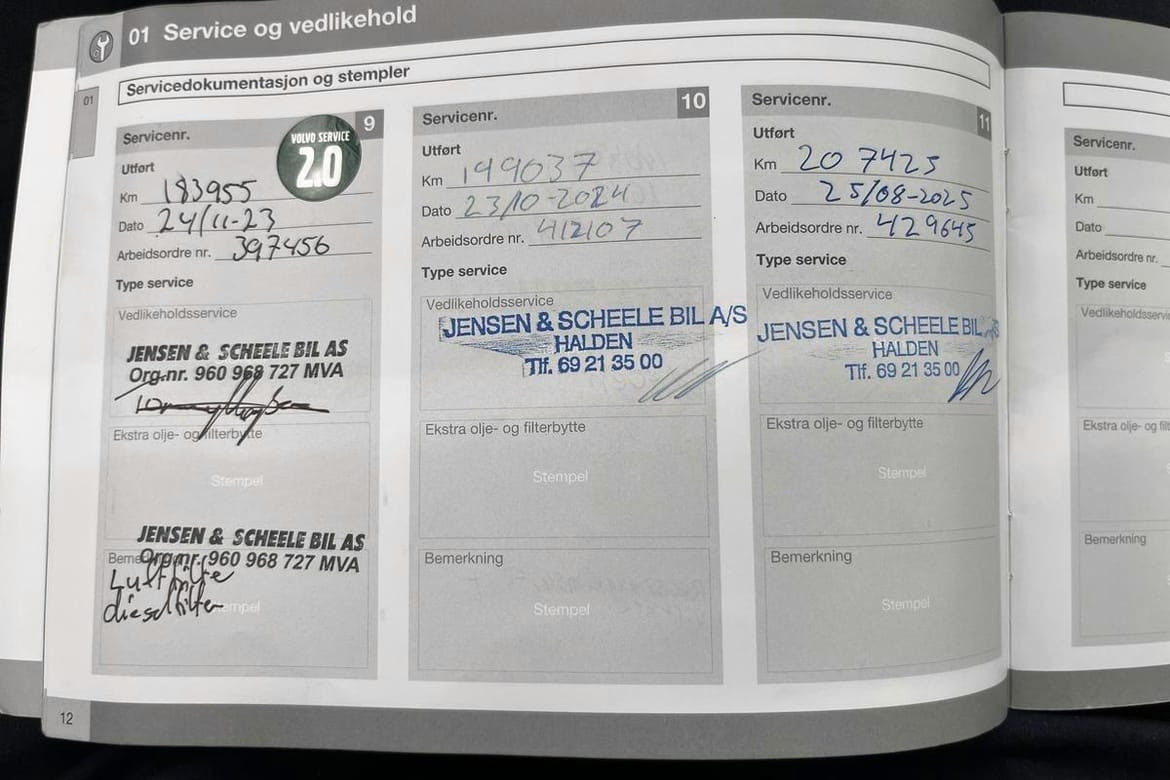 01 Service og vedlikehold
01
Servicedokumentasjon og stempler
Servicenr. 9
VOLVO SERVICE
2.0
Utført
Km 183955
Dato 24/11-23
Arbeidsordre nr. 397456
Type service
Vedlikeholdsservice
JENSEN & SCHEELE BIL AS
Org.nr. 960 968 727 MVA
Ekstra olje- og filterbytte
Stempel
JENSEN & SCHEELE BIL AS
Org.nr. 960 968 727 MVA
Luftfilter
dieselfilter
Servicenr. 10
Utført
Km 199037
Dato 23/10-2024
Arbeidsordre nr. 412107
Type service
Vedlikeholdsservice
JENSEN & SCHEELE BIL A/S
HALDEN
Tlf. 69 21 35 00
Ekstra olje- og filterbytte
Stempel
Bemerkning
Stempel
Servicenr. 11
Utført
Km 207425
Dato 25/08-2025
Arbeidsordre nr. 429645
Type service
Vedlikeholdsservice
JENSEN & SCHEELE BIL
HALDEN
Tlf. 69 21 35 00
Ekstra olje- og filterbytte
Stempel
Bemerkning
Stempel
Servicenr.
Utført
Km
Dato
Arbeidsordre nr.
Type service
Vedlikeholdsservic
Ekstra olje- og filt
Bemerkning
12